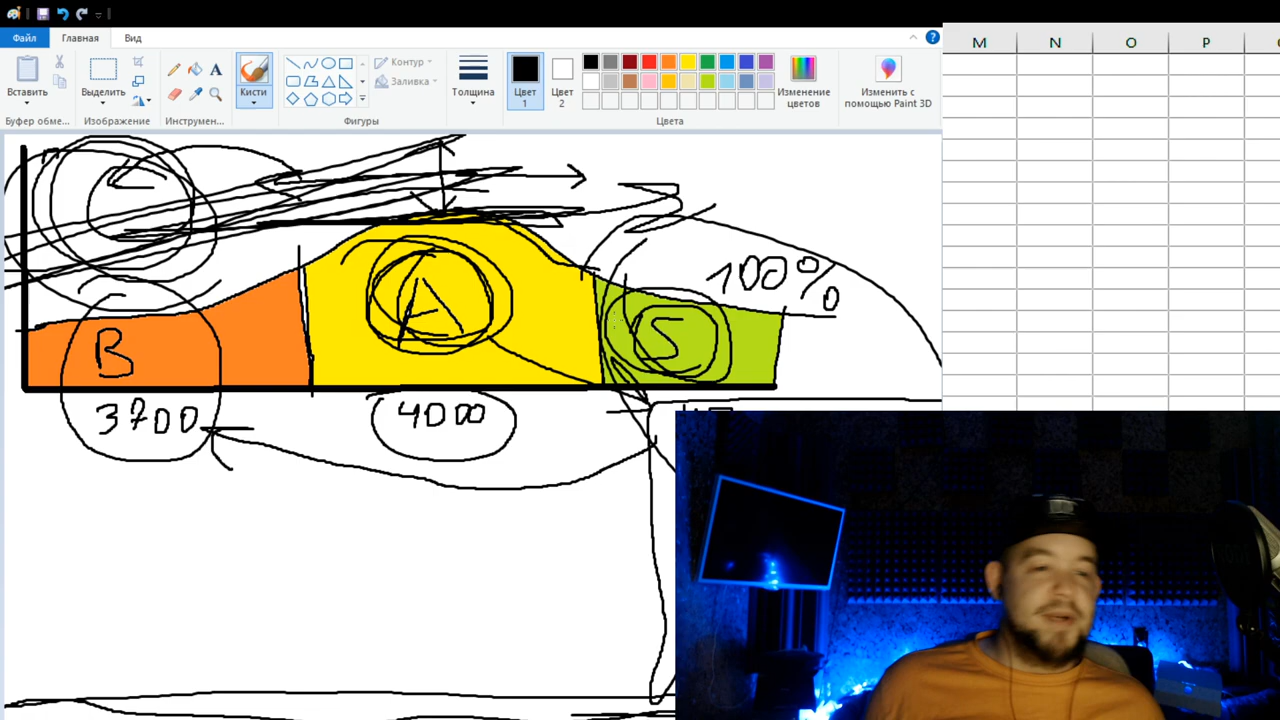 Файл Главная Вид
Вставить
Выделить
Кисти
Контур
Заливка
Толщина
Цвет 1
Цвет 2
Изменение цветов
Изменить с помощью Paint 3D
Буфер обме... Изображение Инструмен... Фигуры Цвета
M N O P
100%
B A S
3700 4000